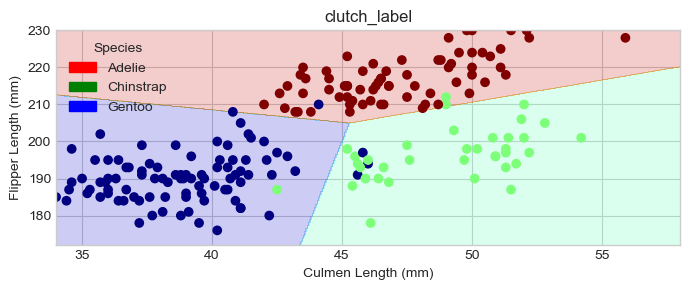 clutch_label
Species
Adelie
Chinstrap
Gentoo
Flipper Length (mm)
230
220
210
200
190
180
35
40
45
50
55
Culmen Length (mm)